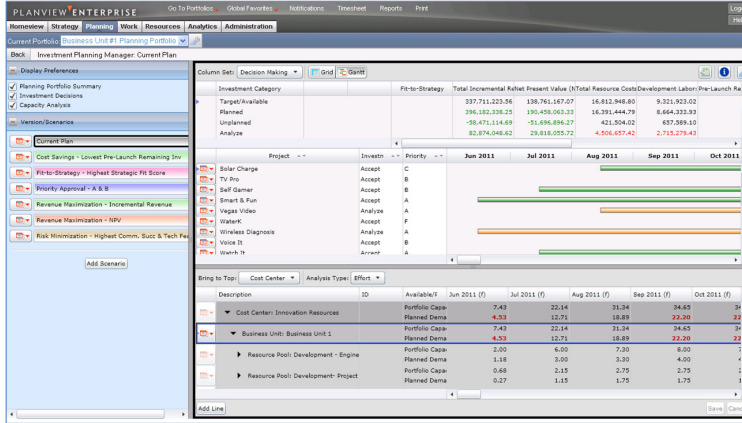 PLANVIEW ENTERPRISE Go To Portfolios Global Favorites Notifications Timesheet Reports Print Log
Homeview Strategy Planning Work Resources Analytics Administration Hel
Current Portfolio: Business Unit #1 Planning Portfolio
Back Investment Planning Manager: Current Plan
Display Preferences
Planning Portfolio Summary
Investment Decisions
Capacity Analysis
Version/Scenarios
Current Plan
Cost Savings - Lowest Pre-Launch Remaining Inv
Fit-to-Strategy - Highest Strategic Fit Score
Priority Approval - A & B
Revenue Maximization - Incremental Revenue
Revenue Maximization - NPV
Risk Minimization - Highest Comm. Succ & Tech Fea
Add Scenario
Column Set: Decision Making Grid Gantt
Investment Category Fit-to-Strategy Total Incremental Re Net Present Value (N Total Resource Costs Development Labor: Pre-Launch Re
Target/Available 337,711,223.56 138,761,167.07 16,812,948.80 9,321,923.02
Planned 396,182,338.25 190,458,063.33 16,391,444.79 8,664,333.93
Unplanned -58,471,114.69 -51,696,896.27 421,504.02 657,589.10
Analyze 82,874,048.62 29,818,055.72 4,506,657.42 2,715,279.43
Project Investn Priority Jun 2011 Jul 2011 Aug 2011 Sep 2011 Oct 2011
Solar Charge Accept C
TV Pro Accept B
Self Gamer Accept B
Smart & Fun Accept A
Vegas Video Analyze A
WaterK Accept F
Wireless Diagnosis Analyze A
Voice It Accept B
Watch It Accept A
Bring to Top: Cost Center Analysis Type: Effort
Description ID Available/F Jun 2011 (f) Jul 2011 (f) Aug 2011 (f) Sep 2011 (f) Oct 2011 (f)
Cost Center: Innovation Resources Portfolio Capa 7.43 22.14 31.34 34.65 34
Planned Dema 4.53 12.71 18.89 22.20 22
Business Unit: Business Unit 1 Portfolio Capa 7.43 22.14 31.34 34.65 34
Planned Dema 4.53 12.71 18.89 22.20 22
Resource Pool: Development - Engine Portfolio Capa 2.00 6.00 7.30 8.00
Planned Dema 1.18 3.00 3.30 4.00
Resource Pool: Development- Project Portfolio Capa 0.68 2.15 2.75 2.75
Planned Dema 0.27 1.15 1.75 1.75
Add Line Save Canc